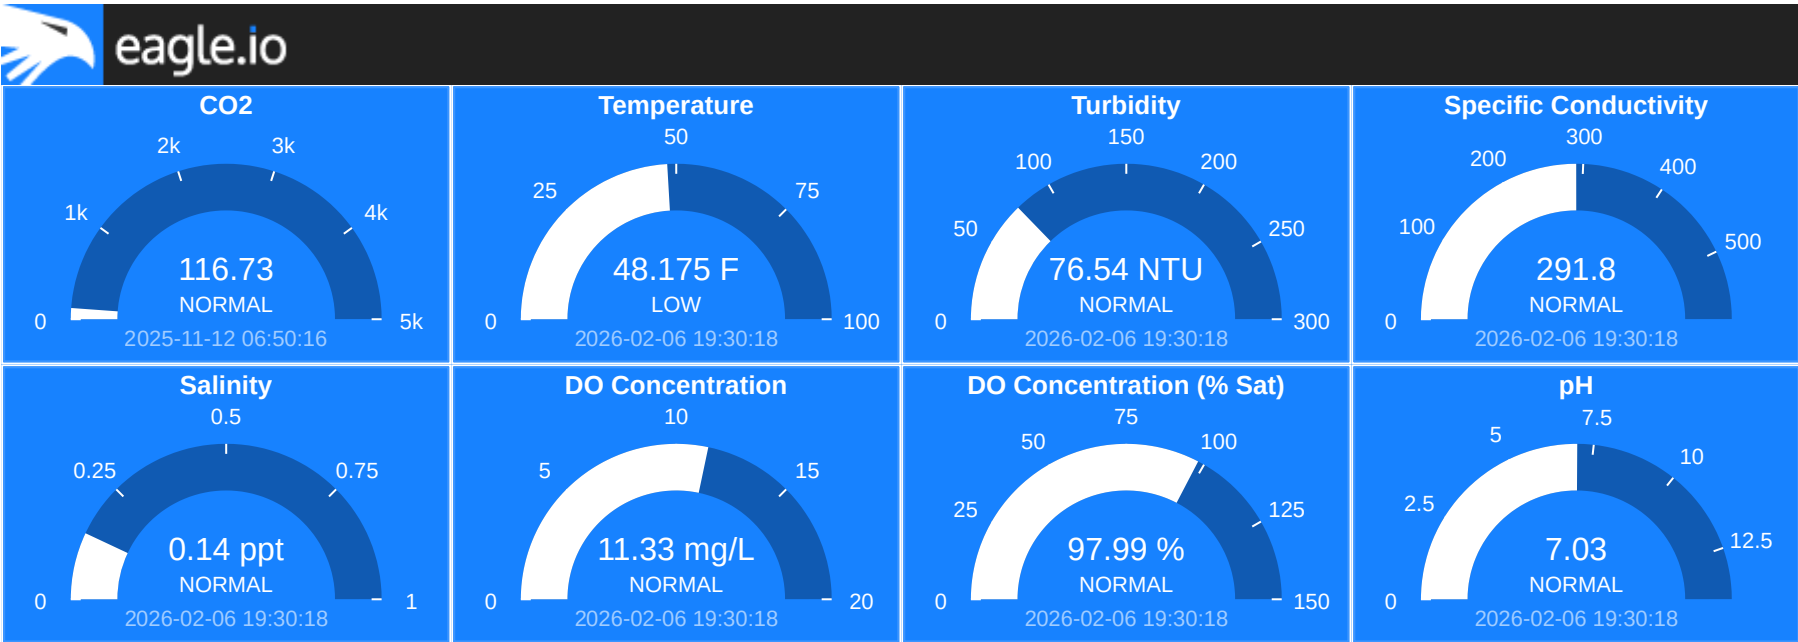 eagle.io
CO2
0
1k
2k
3k
4k
5k
116.73
NORMAL
2025-11-12 06:50:16
Temperature
0
25
50
75
100
48.175 F
LOW
2026-02-06 19:30:18
Turbidity
0
50
100
150
200
250
300
76.54 NTU
NORMAL
2026-02-06 19:30:18
Specific Conductivity
0
100
200
300
400
500
291.8
NORMAL
2026-02-06 19:30:18
Salinity
0
0.25
0.5
0.75
1
0.14 ppt
NORMAL
2026-02-06 19:30:18
DO Concentration
0
5
10
15
20
11.33 mg/L
NORMAL
2026-02-06 19:30:18
DO Concentration (% Sat)
0
25
50
75
100
125
150
97.99 %
NORMAL
2026-02-06 19:30:18
pH
0
2.5
5
7.5
10
12.5
7.03
NORMAL
2026-02-06 19:30:18